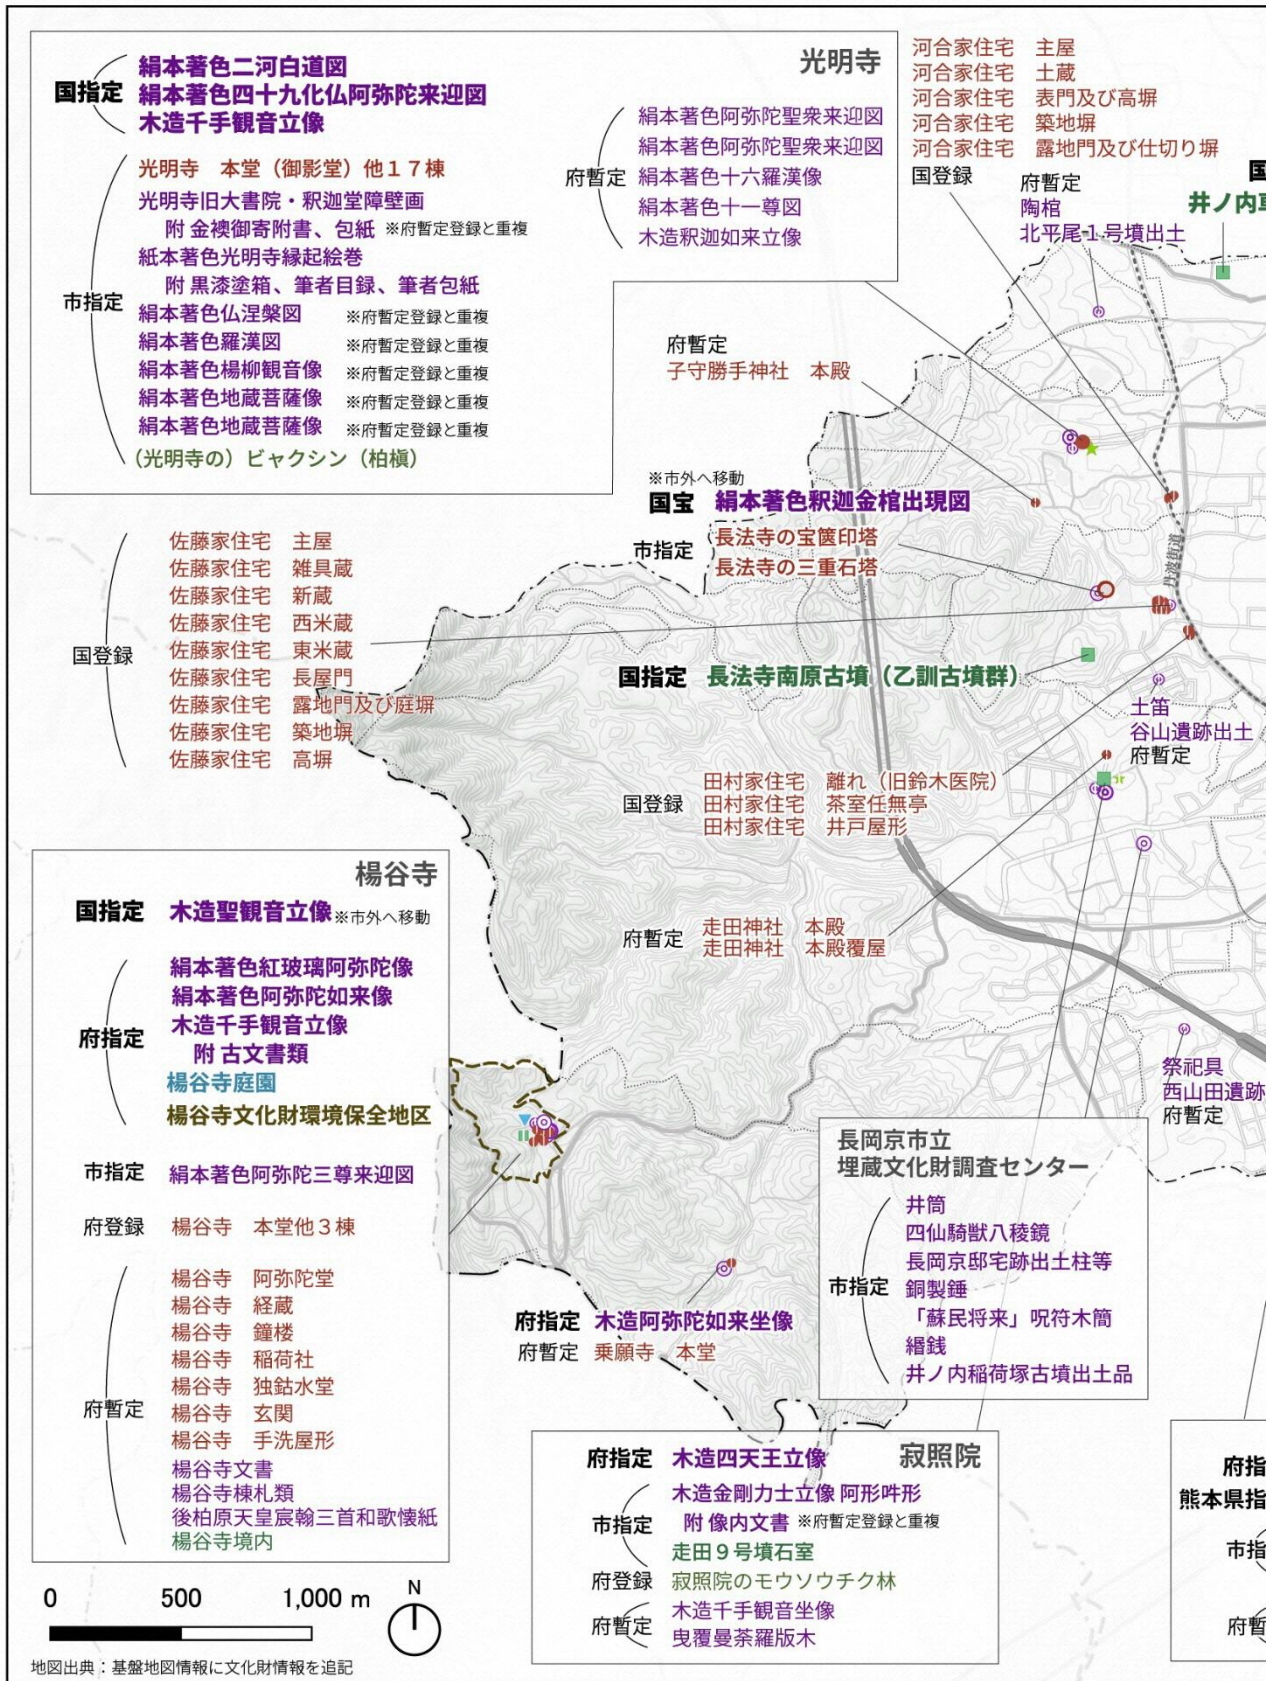 光明寺
国指定
絹本著色二河白道図
絹本著色四十九化仏阿弥陀来迎図
木造千手観音立像
市指定
光明寺　本堂（御影堂）他１７棟
光明寺旧大書院・釈迦堂障壁画
附 金襖御寄附書、包紙 ※府暫定登録と重複
紙本著色光明寺縁起絵巻
附 黒漆塗箱、筆者目録、筆者包紙
絹本著色仏涅槃図 ※府暫定登録と重複
絹本著色羅漢図 ※府暫定登録と重複
絹本著色楊柳観音像 ※府暫定登録と重複
絹本著色地蔵菩薩像 ※府暫定登録と重複
絹本著色地蔵菩薩像 ※府暫定登録と重複
（光明寺の）ビャクシン（柏槇）
府暫定
絹本著色阿弥陀聖衆来迎図
絹本著色阿弥陀聖衆来迎図
絹本著色十六羅漢像
絹本著色十一尊図
木造釈迦如来立像
河合家住宅　主屋
河合家住宅　土蔵
河合家住宅　表門及び高塀
河合家住宅　築地塀
河合家住宅　露地門及び仕切り塀
国登録
府暫定
陶棺
北平尾１号墳出土
国
井ノ内車
府暫定
子守勝手神社　本殿
※市外へ移動
国宝 絹本著色釈迦金棺出現図
市指定
長法寺の宝篋印塔
長法寺の三重石塔
丹波街道
国登録
佐藤家住宅　主屋
佐藤家住宅　雑具蔵
佐藤家住宅　新蔵
佐藤家住宅　西米蔵
佐藤家住宅　東米蔵
佐藤家住宅　長屋門
佐藤家住宅　露地門及び庭塀
佐藤家住宅　築地塀
佐藤家住宅　高塀
国指定 長法寺南原古墳（乙訓古墳群）
土笛
谷山遺跡出土
府暫定
国登録
田村家住宅　離れ（旧鈴木医院）
田村家住宅　茶室任無亭
田村家住宅　井戸屋形
府暫定
走田神社　本殿
走田神社　本殿覆屋
祭祀具
西山田遺跡
府暫定
楊谷寺
国指定 木造聖観音立像 ※市外へ移動
府指定
絹本著色紅玻璃阿弥陀像
絹本著色阿弥陀如来像
木造千手観音立像
附 古文書類
楊谷寺庭園
楊谷寺文化財環境保全地区
市指定 絹本著色阿弥陀三尊来迎図
府登録 楊谷寺　本堂他３棟
府暫定
楊谷寺　阿弥陀堂
楊谷寺　経蔵
楊谷寺　鐘楼
楊谷寺　稲荷社
楊谷寺　独鈷水堂
楊谷寺　玄関
楊谷寺　手洗屋形
楊谷寺文書
楊谷寺棟札類
後柏原天皇宸翰三首和歌懐紙
楊谷寺境内
府指定 木造阿弥陀如来坐像
府暫定 乗願寺　本堂
長岡京市立
埋蔵文化財調査センター
市指定
井筒
四仙騎獣八稜鏡
長岡京邸宅跡出土柱等
銅製錘
「蘇民将来」呪符木簡
緡銭
井ノ内稲荷塚古墳出土品
寂照院
府指定 木造四天王立像
市指定
木造金剛力士立像 阿形吽形
附 像内文書 ※府暫定登録と重複
走田９号墳石室
府登録 寂照院のモウソウチク林
府暫定
木造千手観音坐像
曳覆曼荼羅版木
府指
熊本県指
市指
府暫
0 500 1,000 m
N
地図出典：基盤地図情報に文化財情報を追記